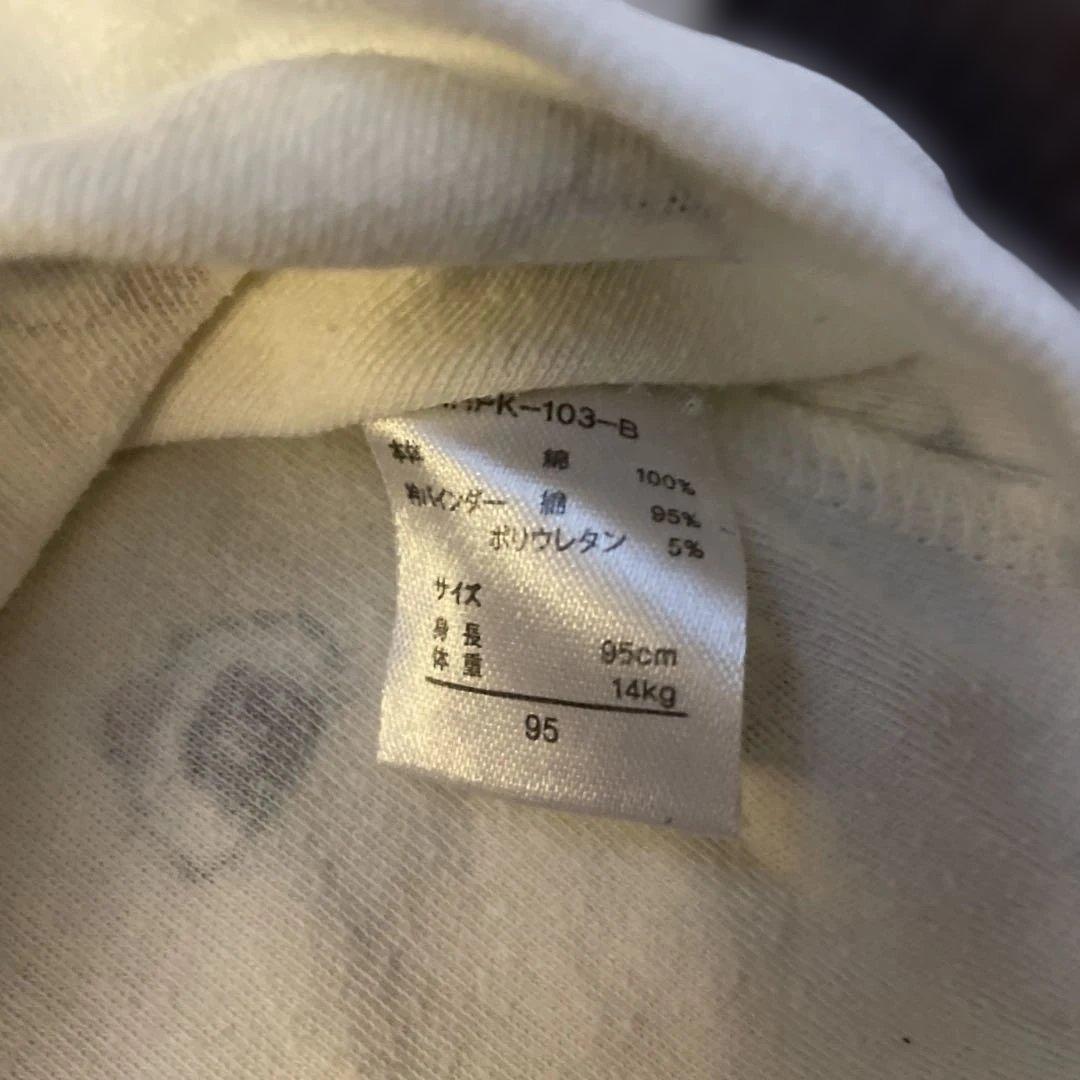 PK-103-B
本体 綿 100%
衿バインダー 綿 95%
ポリウレタン 5%
サイズ
身長 95cm
体重 14kg
95